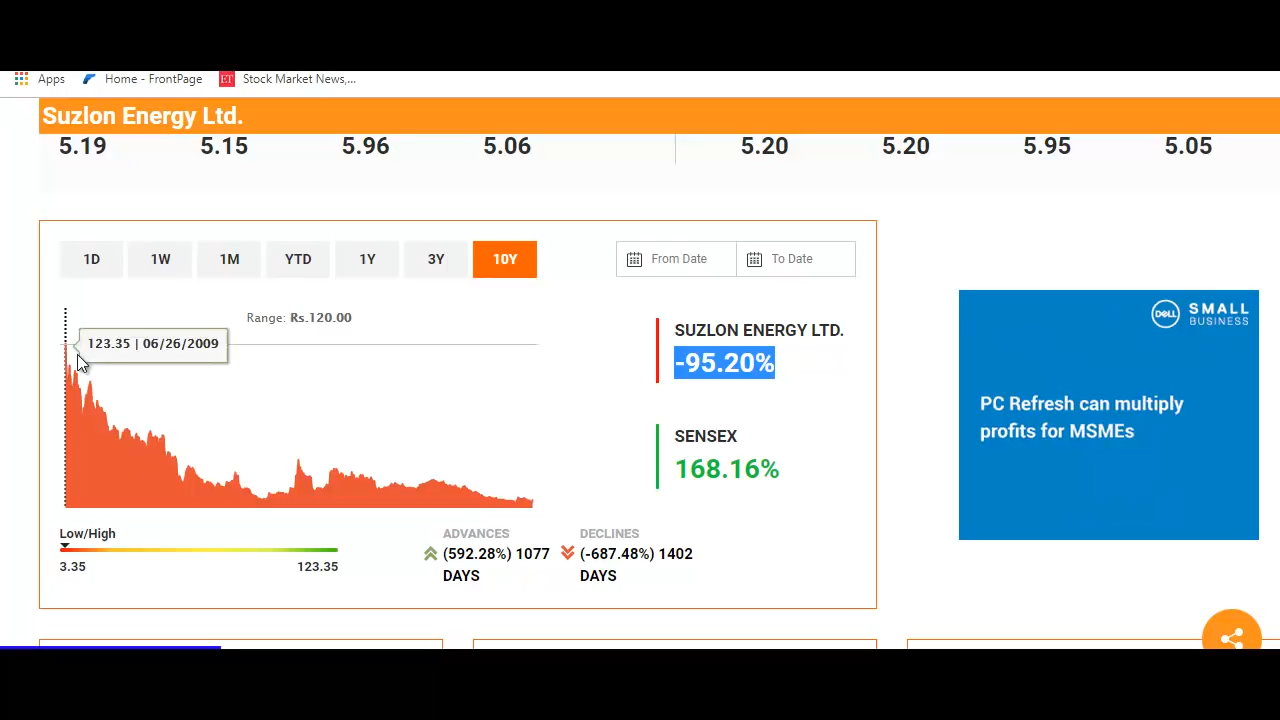 Apps Home - FrontPage ET Stock Market News,...
Suzlon Energy Ltd.
5.19 5.15 5.96 5.06 5.20 5.20 5.95 5.05
1D 1W 1M YTD 1Y 3Y 10Y From Date To Date
Range: Rs.120.00
123.35 | 06/26/2009
SUZLON ENERGY LTD.
-95.20%
SENSEX
168.16%
Low/High
3.35 123.35
ADVANCES
(592.28%) 1077
DAYS
DECLINES
(-687.48%) 1402
DAYS
DELL SMALL
BUSINESS
PC Refresh can multiply
profits for MSMEs